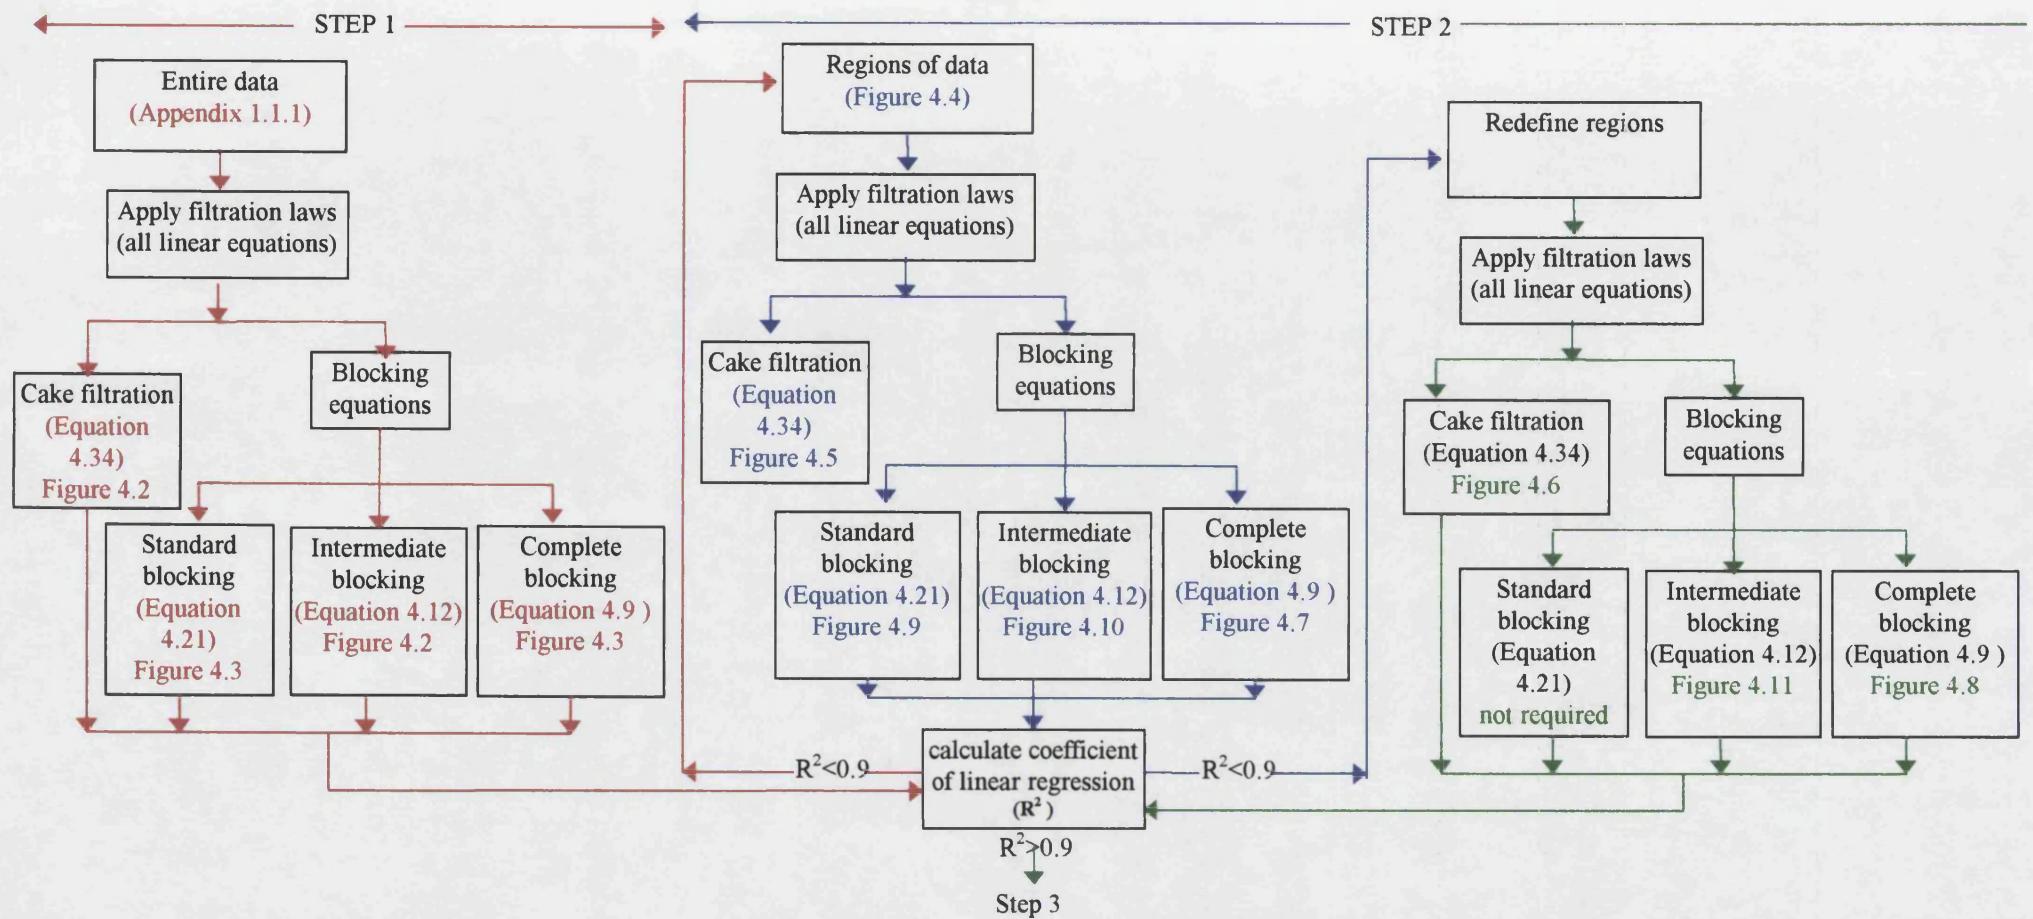 STEP 1
STEP 2
Entire data
(Appendix 1.1.1)
Apply filtration laws
(all linear equations)
Cake filtration
(Equation
4.34)
Figure 4.2
Blocking
equations
Standard
blocking
(Equation
4.21)
Figure 4.3
Intermediate
blocking
(Equation 4.12)
Figure 4.2
Complete
blocking
(Equation 4.9 )
Figure 4.3
Regions of data
(Figure 4.4)
Apply filtration laws
(all linear equations)
Cake filtration
(Equation
4.34)
Figure 4.5
Blocking
equations
Standard
blocking
(Equation 4.21)
Figure 4.9
Intermediate
blocking
(Equation 4.12)
Figure 4.10
Complete
blocking
(Equation 4.9 )
Figure 4.7
R²<0.9
calculate coefficient
of linear regression
(R² )
R²<0.9
R²>0.9
Step 3
Redefine regions
Apply filtration laws
(all linear equations)
Cake filtration
(Equation 4.34)
Figure 4.6
Blocking
equations
Standard
blocking
(Equation
4.21)
not required
Intermediate
blocking
(Equation 4.12)
Figure 4.11
Complete
blocking
(Equation 4.9 )
Figure 4.8